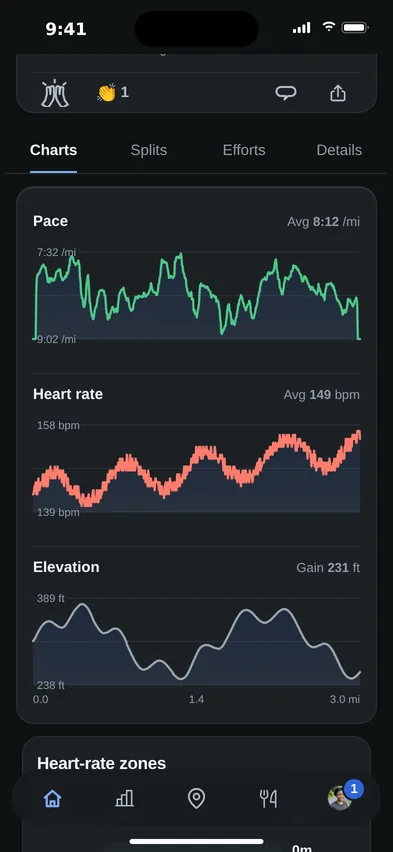 9:41
1
Charts Splits Efforts Details
Pace Avg 8:12 /mi
7:32 /mi
9:02 /mi
Heart rate Avg 149 bpm
158 bpm
139 bpm
Elevation Gain 231 ft
389 ft
238 ft
0.0 1.4 3.0 mi
Heart-rate zones
1
0m